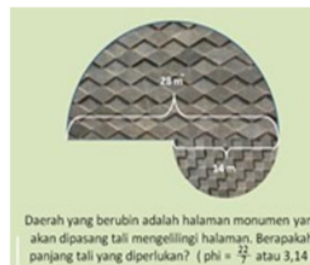 28 m
14 m
Daerah yang berubin adalah halaman monumen yan
akan dipasang tali mengelilingi halaman. Berapakah
panjang tali yang diperlukan? ( phi = 22/7 atau 3,14